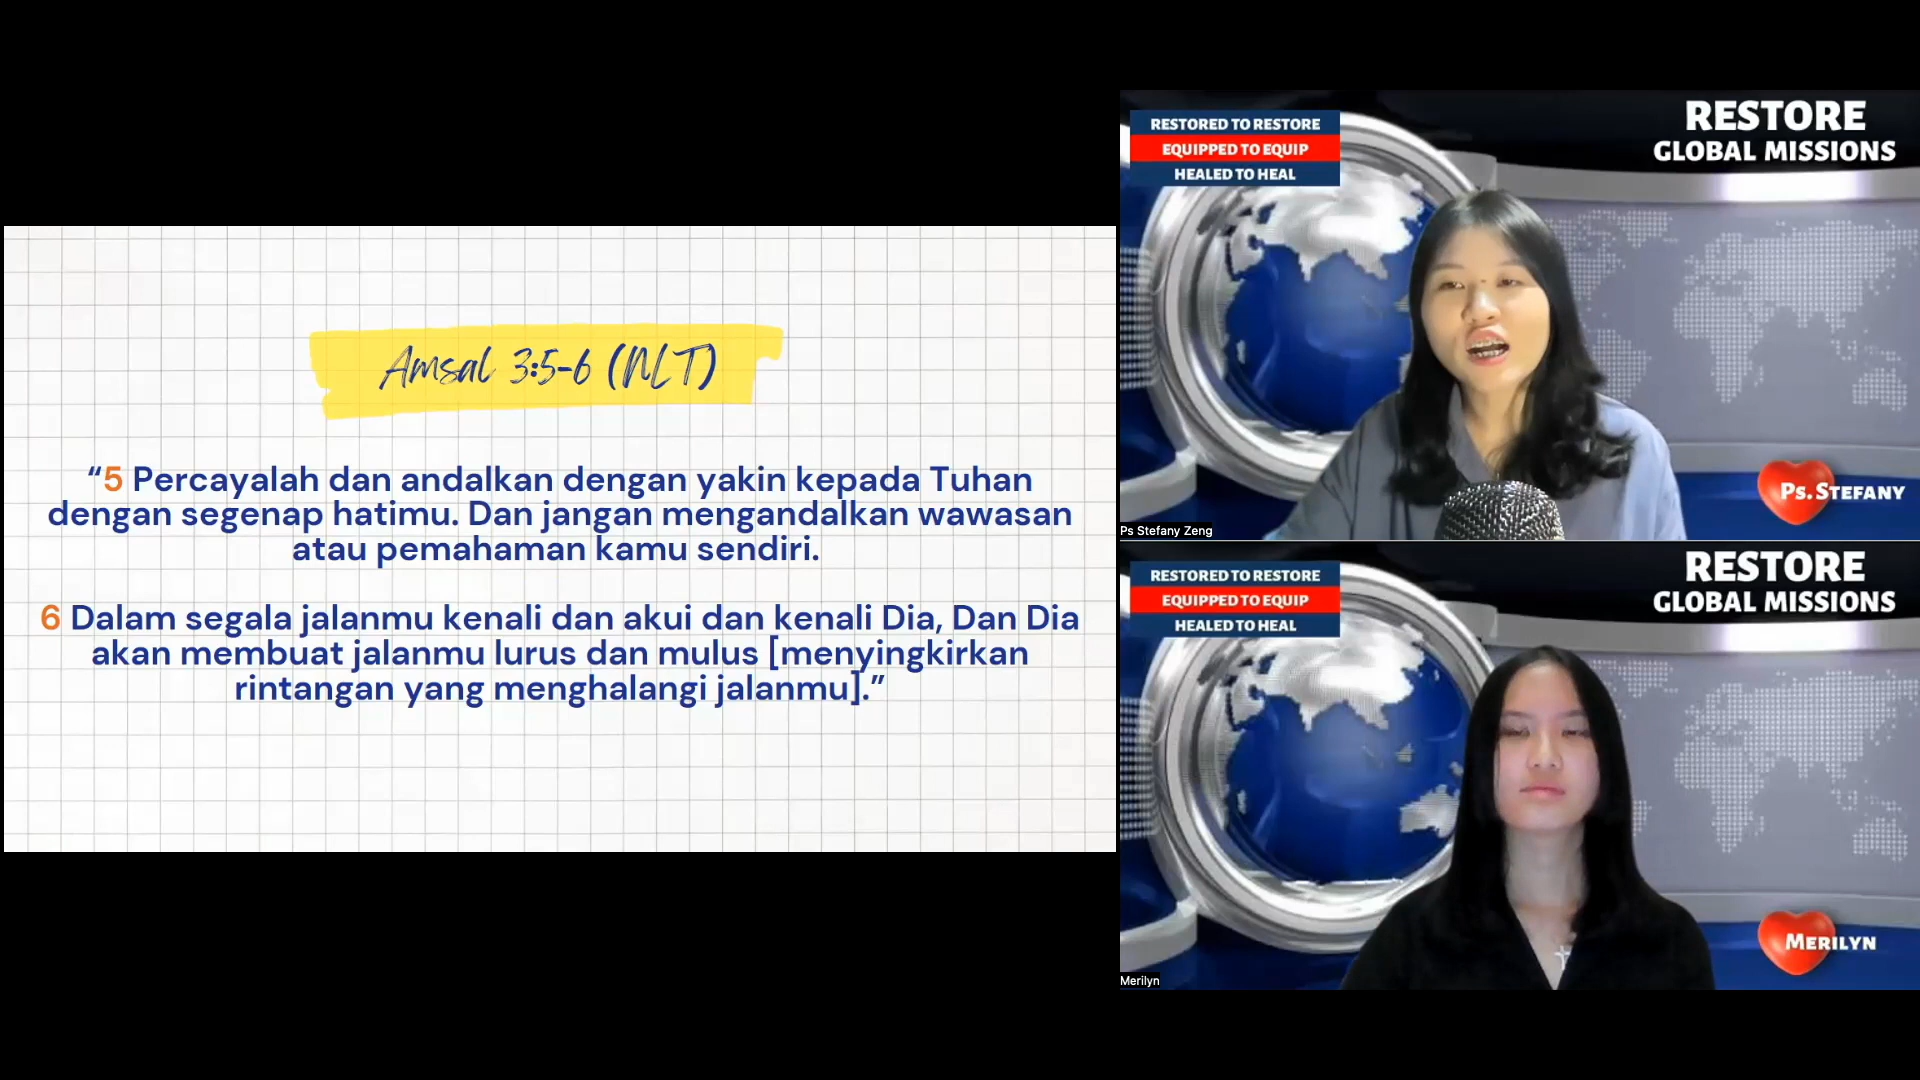 Amsal 3:5-6 (NLT)
“5 Percayalah dan andalkan dengan yakin kepada Tuhan
dengan segenap hatimu. Dan jangan mengandalkan wawasan
atau pemahaman kamu sendiri.
6 Dalam segala jalanmu kenali dan akui dan kenali Dia, Dan Dia
akan membuat jalanmu lurus dan mulus [menyingkirkan
rintangan yang menghalangi jalanmu].”
RESTORED TO RESTORE
EQUIPPED TO EQUIP
HEALED TO HEAL
RESTORE
GLOBAL MISSIONS
Ps. Stefany
Ps Stefany Zeng
RESTORED TO RESTORE
EQUIPPED TO EQUIP
HEALED TO HEAL
RESTORE
GLOBAL MISSIONS
Merilyn
Merilyn